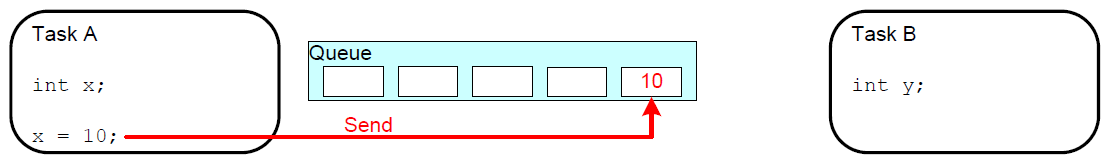 Task A
int x;
x = 10;
Queue
10
Send
Task B
int y;